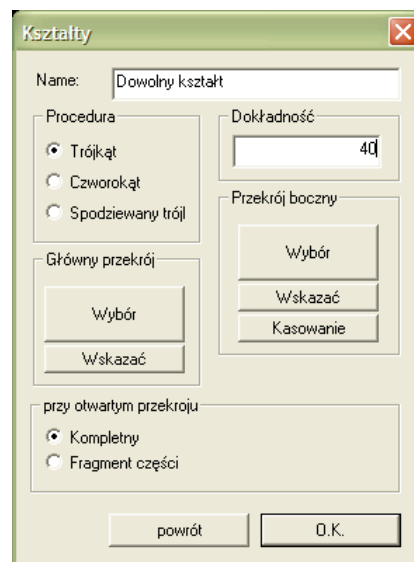 Kształty
Name: Dowolny kształt
Procedura
Trójkąt
Czworokąt
Spodziewany trójl
Dokładność
40
Przekrój boczny
Wybór
Wskazać
Kasowanie
Główny przekrój
Wybór
Wskazać
przy otwartym przekroju
Kompletny
Fragment części
powrót O.K.